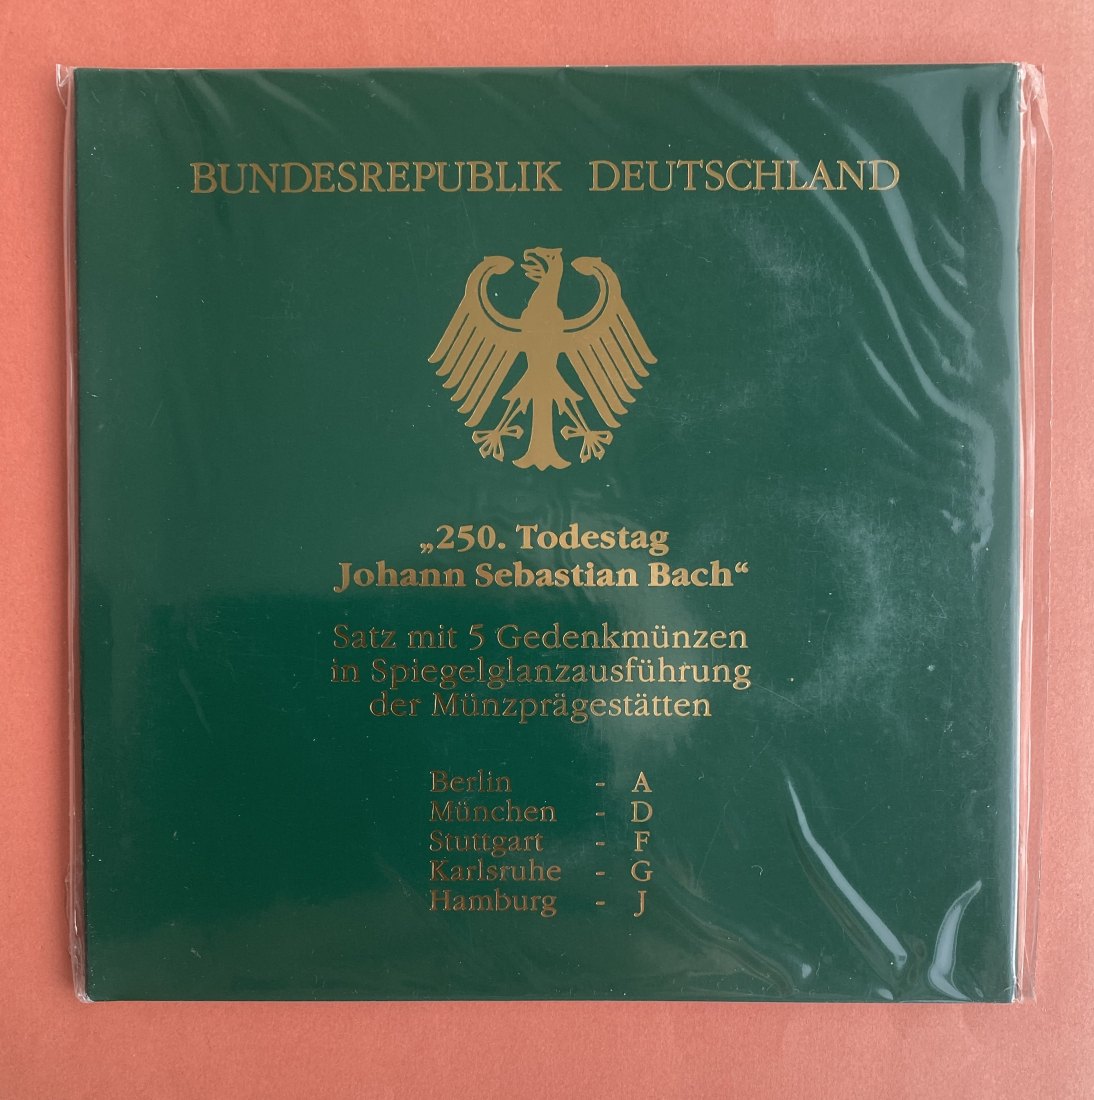 BUNDESREPUBLIK DEUTSCHLAND
„250. Todestag
Johann Sebastian Bach“
Satz mit 5 Gedenkmünzen
in Spiegelglanzausführung
der Münzprägestätten
Berlin - A
München - D
Stuttgart - F
Karlsruhe - G
Hamburg - J